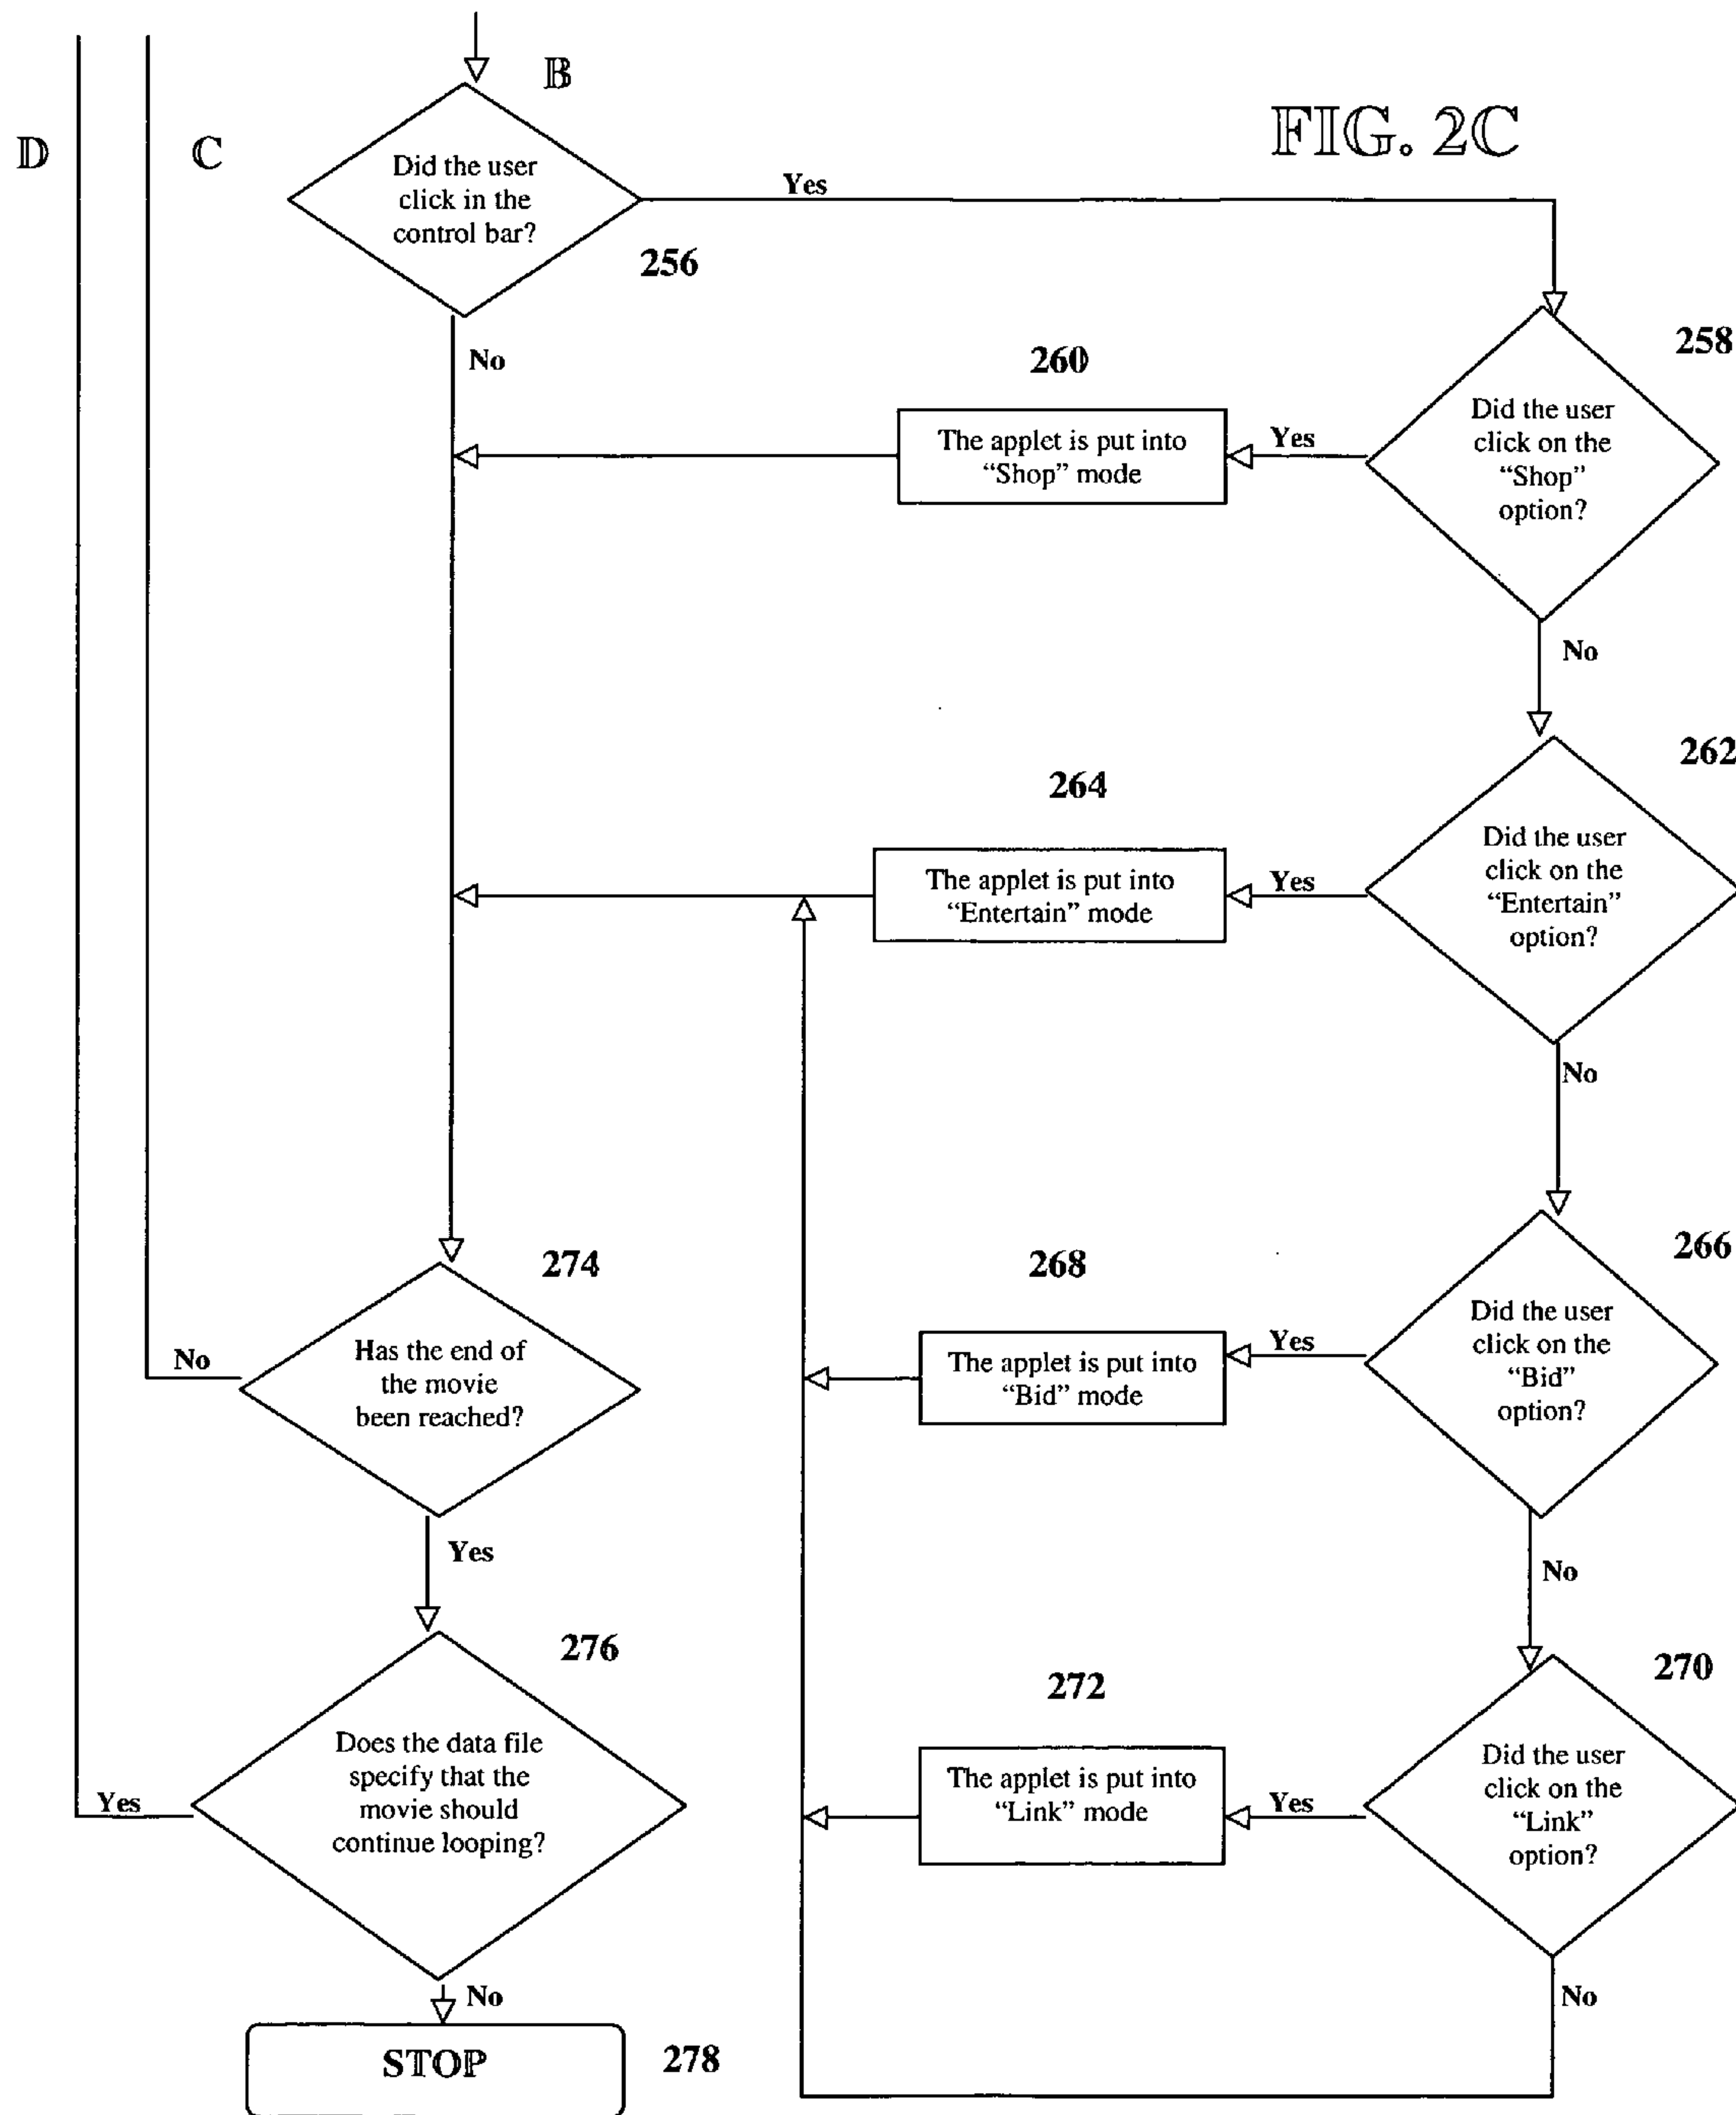 B
D
C
FIG. 2C
Did the user
click in the
control bar?
Yes
256
No
258
Did the user
click on the
“Shop”
option?
Yes
260
The applet is put into
“Shop” mode
No
262
Did the user
click on the
“Entertain”
option?
Yes
264
The applet is put into
“Entertain” mode
No
266
Did the user
click on the
“Bid”
option?
Yes
268
The applet is put into
“Bid” mode
No
270
Did the user
click on the
“Link”
option?
Yes
272
The applet is put into
“Link” mode
No
274
Has the end of
the movie
been reached?
No
Yes
276
Does the data file
specify that the
movie should
continue looping?
Yes
No
STOP
278